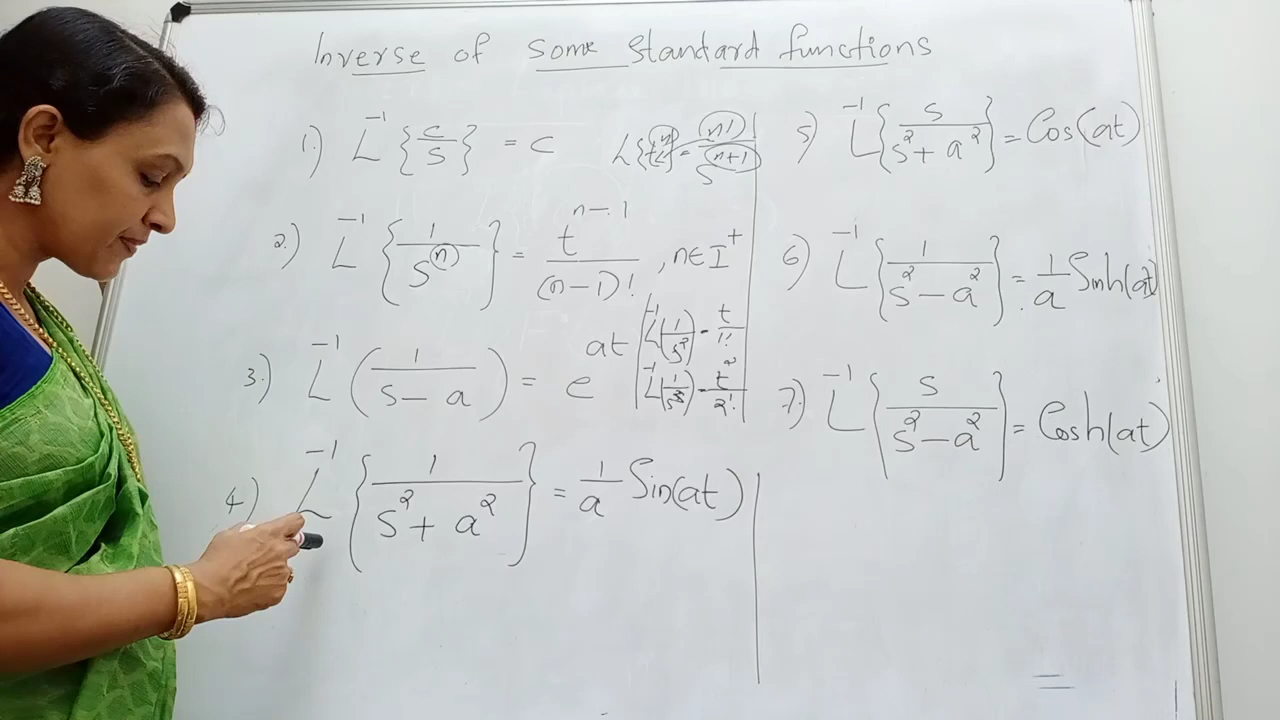 Inverse of some standard functions
1.) L⁻¹{c/s} = c
L{tⁿ} = n!/sⁿ⁺¹
2.) L⁻¹{1/sⁿ} = tⁿ⁻¹/(n-1)! , n∈I⁺
L⁻¹(1/s²) = t/1!
L⁻¹(1/s³) = t²/2!
3.) L⁻¹(1/(s-a)) = e^at
4) L⁻¹{1/(s²+a²)} = 1/a Sin(at)
5) L⁻¹{s/(s²+a²)} = Cos(at)
6) L⁻¹{1/(s²-a²)} = 1/a Sinh(at)
7.) L⁻¹{s/(s²-a²)} = Cosh(at)